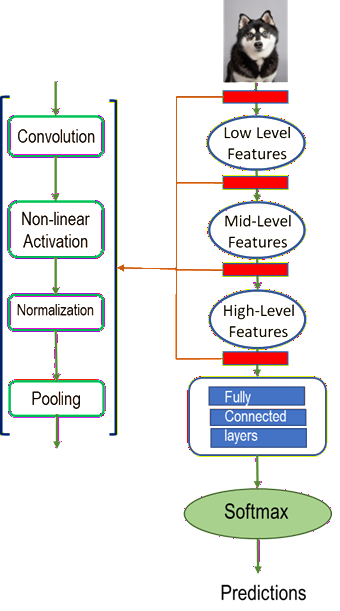 Convolution
Non-linear
Activation
Normalization
Pooling
Low Level
Features
Mid-Level
Features
High-Level
Features
Fully
Connected
layers
Softmax
Predictions